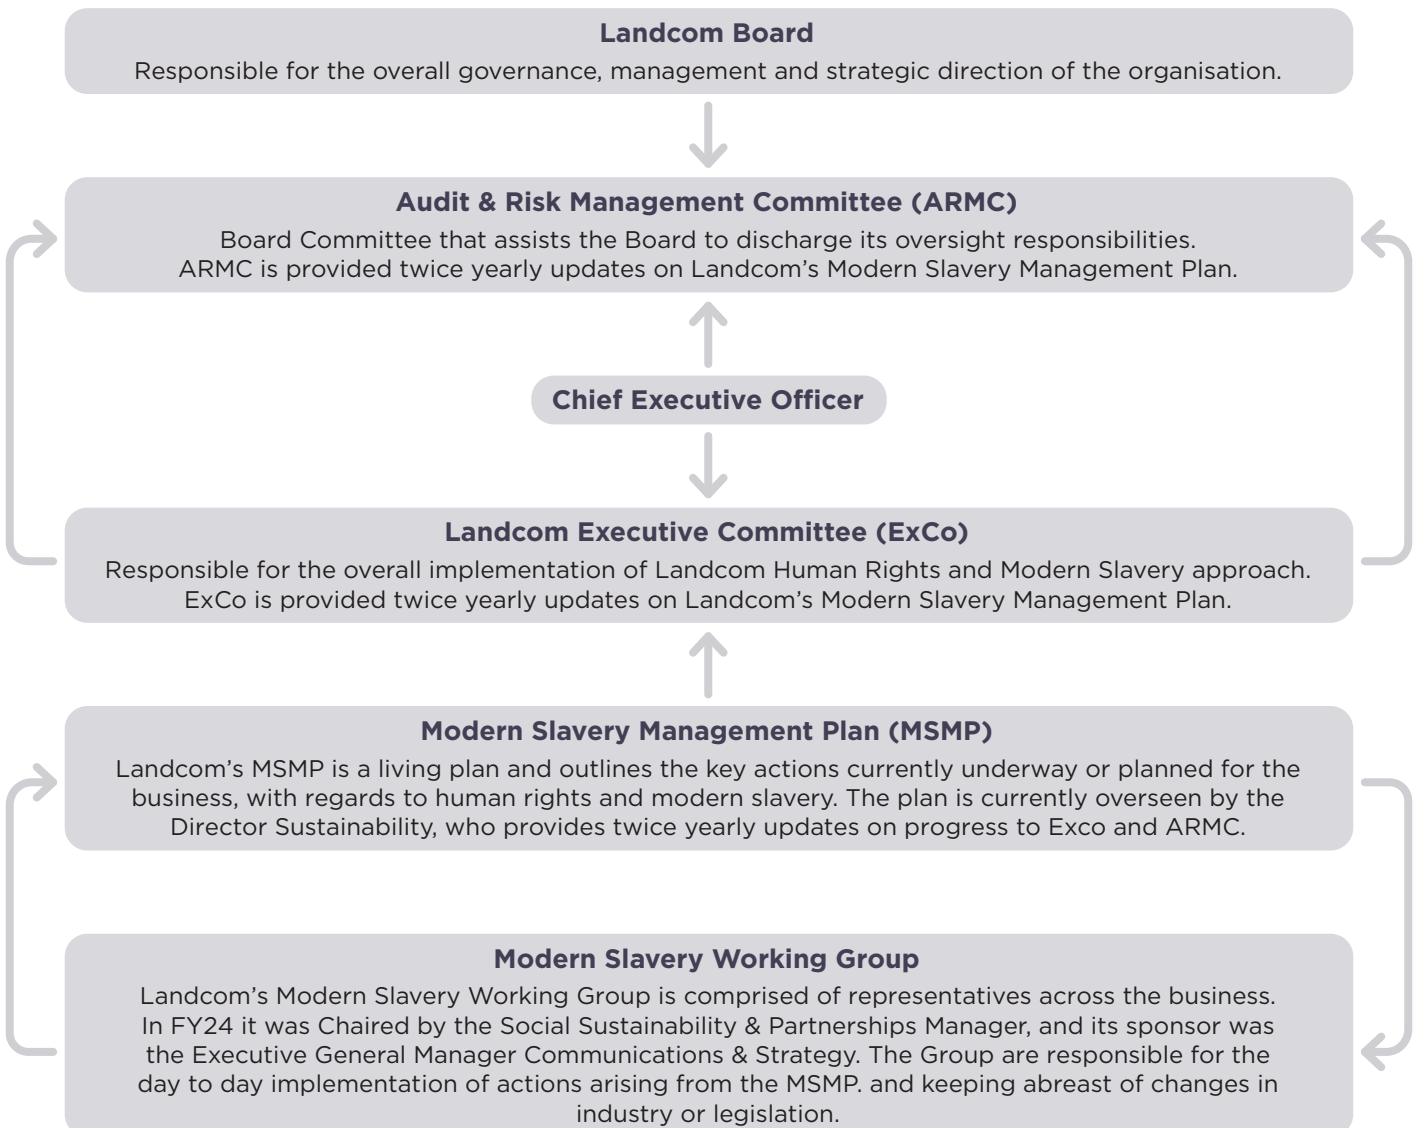 Landcom Board
Responsible for the overall governance, management and strategic direction of the organisation.
Audit & Risk Management Committee (ARMC)
Board Committee that assists the Board to discharge its oversight responsibilities.
ARMC is provided twice yearly updates on Landcom’s Modern Slavery Management Plan.
Chief Executive Officer
Landcom Executive Committee (ExCo)
Responsible for the overall implementation of Landcom Human Rights and Modern Slavery approach.
ExCo is provided twice yearly updates on Landcom’s Modern Slavery Management Plan.
Modern Slavery Management Plan (MSMP)
Landcom’s MSMP is a living plan and outlines the key actions currently underway or planned for the
business, with regards to human rights and modern slavery. The plan is currently overseen by the
Director Sustainability, who provides twice yearly updates on progress to Exco and ARMC.
Modern Slavery Working Group
Landcom’s Modern Slavery Working Group is comprised of representatives across the business.
In FY24 it was Chaired by the Social Sustainability & Partnerships Manager, and its sponsor was
the Executive General Manager Communications & Strategy. The Group are responsible for the
day to day implementation of actions arising from the MSMP. and keeping abreast of changes in
industry or legislation.